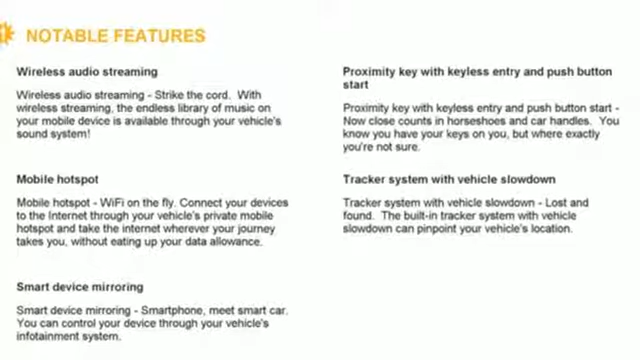 NOTABLE FEATURES
Wireless audio streaming
Wireless audio streaming - Strike the cord. With
wireless streaming, the endless library of music on
your mobile device is available through your vehicle's
sound system!
Mobile hotspot
Mobile hotspot - WiFi on the fly. Connect your devices
to the Internet through your vehicle's private mobile
hotspot and take the internet wherever your journey
takes you, without eating up your data allowance.
Smart device mirroring
Smart device mirroring - Smartphone, meet smart car.
You can control your device through your vehicle's
infotainment system.
Proximity key with keyless entry and push button
start
Proximity key with keyless entry and push button start -
Now close counts in horseshoes and car handles. You
know you have your keys on you, but where exactly
you're not sure.
Tracker system with vehicle slowdown
Tracker system with vehicle slowdown - Lost and
found. The built-in tracker system with vehicle
slowdown can pinpoint your vehicle's location.